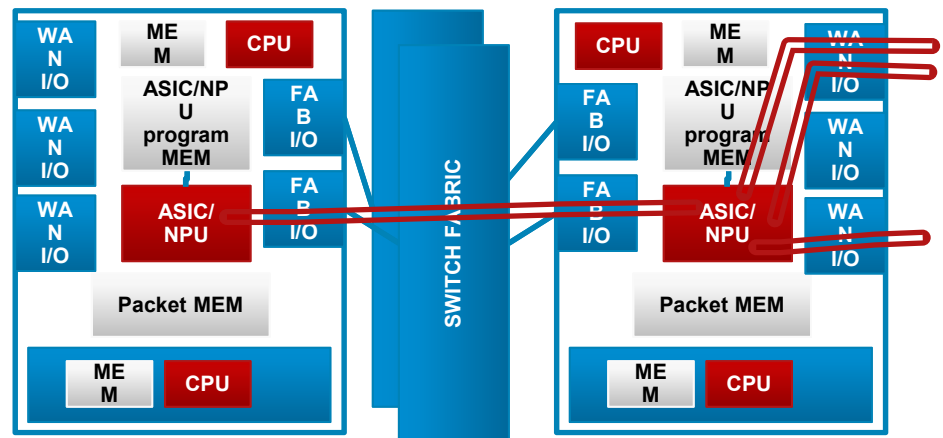 WA
N
I/O
ME
M
CPU
ASIC/NP
U
program
MEM
FA
B
I/O
WA
N
I/O
WA
N
I/O
ASIC/
NPU
FA
B
I/O
Packet MEM
ME
M
CPU
SWITCH FABRIC
CPU
ME
M
WA
N
I/O
FA
B
I/O
ASIC/NP
U
program
MEM
WA
N
I/O
FA
B
I/O
ASIC/
NPU
WA
N
I/O
Packet MEM
ME
M
CPU